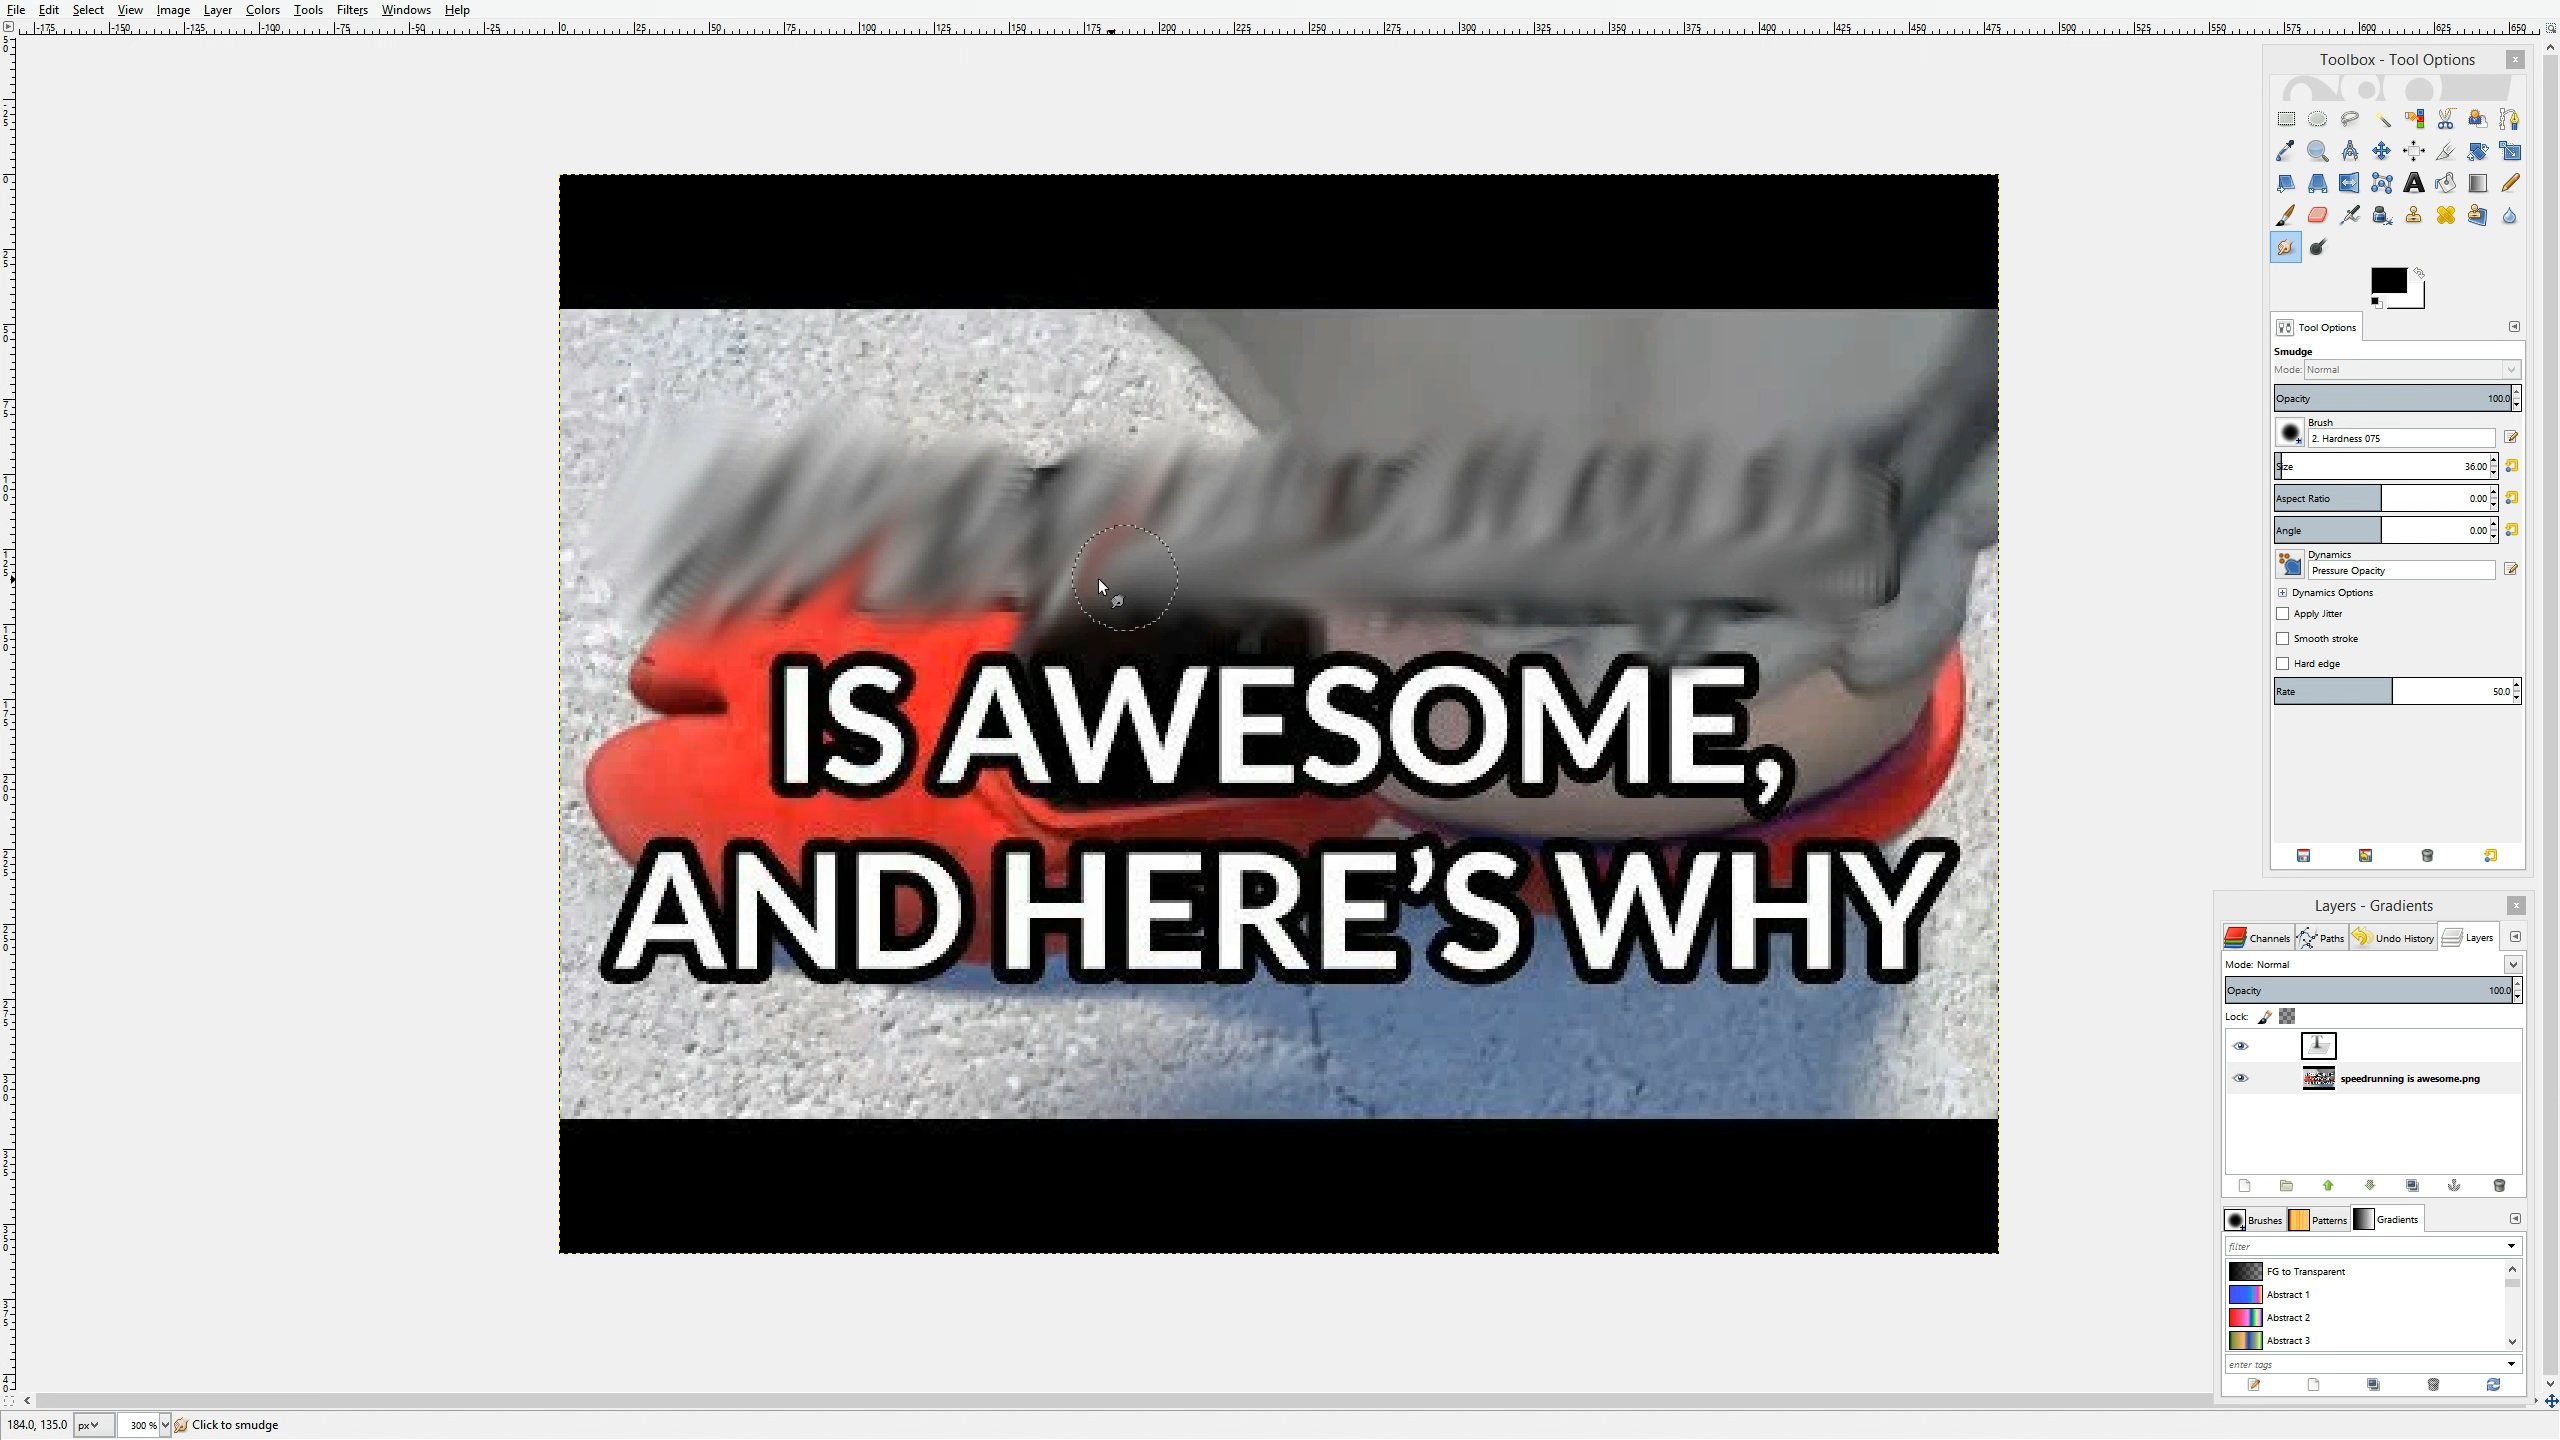 File Edit Select View Image Layer Colors Tools Filters Windows Help
Toolbox - Tool Options
Tool Options
Smudge
Mode: Normal
Opacity 100.0
Brush
2. Hardness 075
Size 36.00
Aspect Ratio 0.00
Angle 0.00
Dynamics
Pressure Opacity
Dynamics Options
Apply Jitter
Smooth stroke
Hard edge
Rate 50.0
IS AWESOME,
AND HERE'S WHY
Layers - Gradients
Channels Paths Undo History Layers
Mode: Normal
Opacity 100.0
Lock:
speedrunning is awesome.png
Brushes Patterns Gradients
filter
FG to Transparent
Abstract 1
Abstract 2
Abstract 3
enter tags
184.0, 135.0 px 300 % Click to smudge